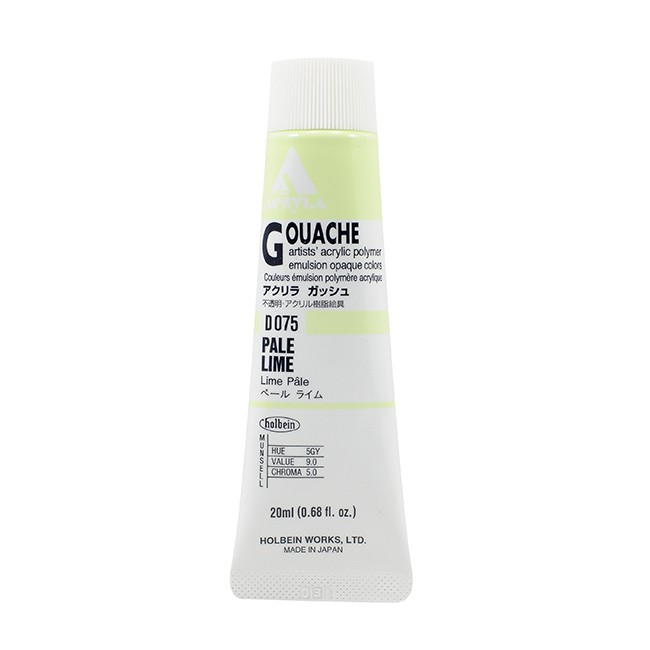 ACRYLA
GOUACHE
artists' acrylic polymer
emulsion opaque colors
Couleurs émulsion polymère acrylique
アクリラ ガッシュ
不透明・アクリル樹脂絵具
D075
PALE
LIME
Lime Pâle
ペール ライム
holbein
MUNSELL
HUE 5GY
VALUE 9.0
CHROMA 5.0
20ml (0.68 fl. oz.)
HOLBEIN WORKS, LTD.
MADE IN JAPAN